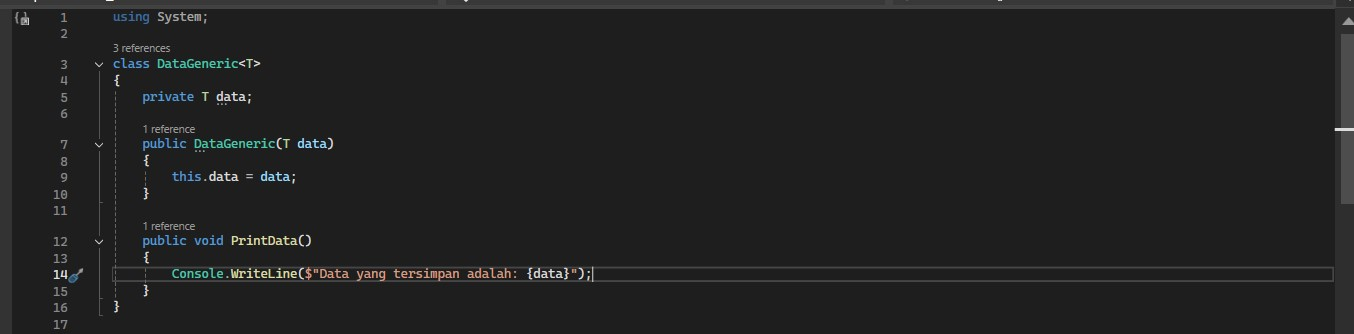 1 using System;
2
3 references
3 class DataGeneric<T>
4 {
5 private T data;
6
1 reference
7 public DataGeneric(T data)
8 {
9 this.data = data;
10 }
11
1 reference
12 public void PrintData()
13 {
14 Console.WriteLine($"Data yang tersimpan adalah: {data}");
15 }
16 }
17